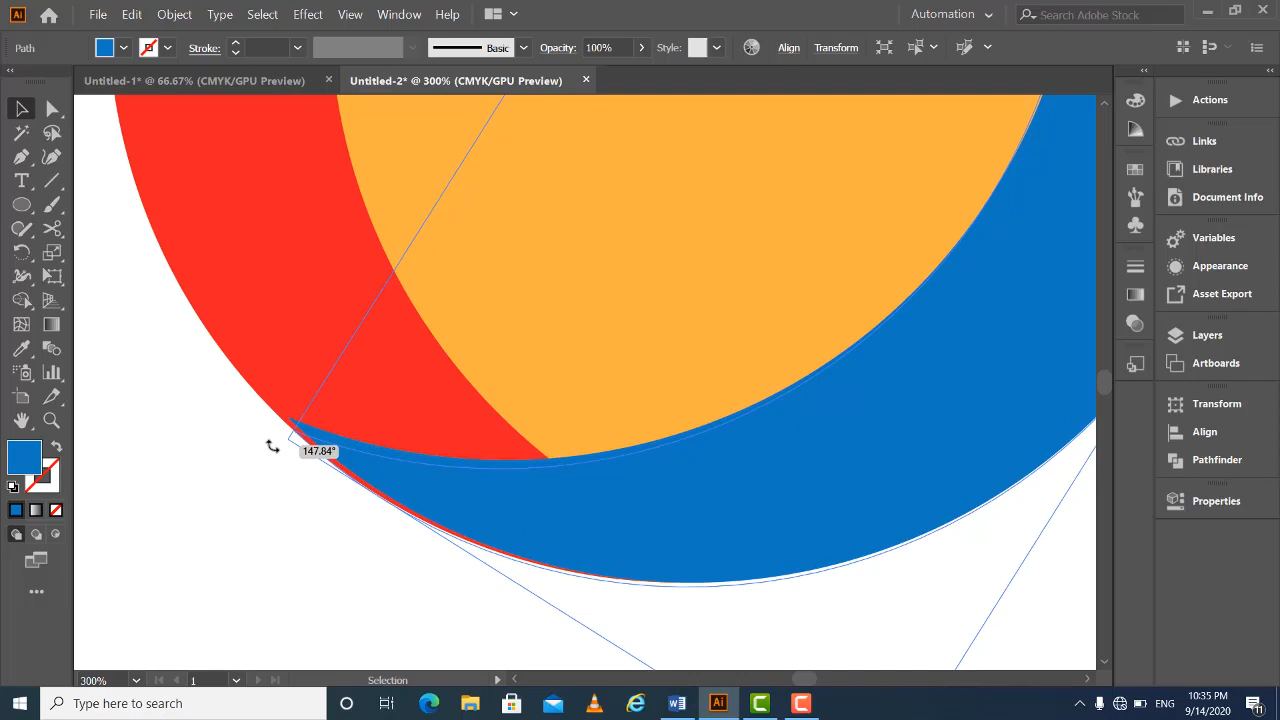 Ai File Edit Object Type Select Effect View Window Help Automation Search Adobe Stock
Path Stroke: Basic Opacity: 100% Style: Align Transform
Untitled-1* @ 66.67% (CMYK/GPU Preview) × Untitled-2* @ 300% (CMYK/GPU Preview) ×
Actions
Links
Libraries
Document Info
Variables
Appearance
Asset Export
Layers
Artboards
Transform
Align
Pathfinder
Properties
147.84°
300% 1 Selection
Type here to search Ai ENG 10:35 PM
9/14/2020